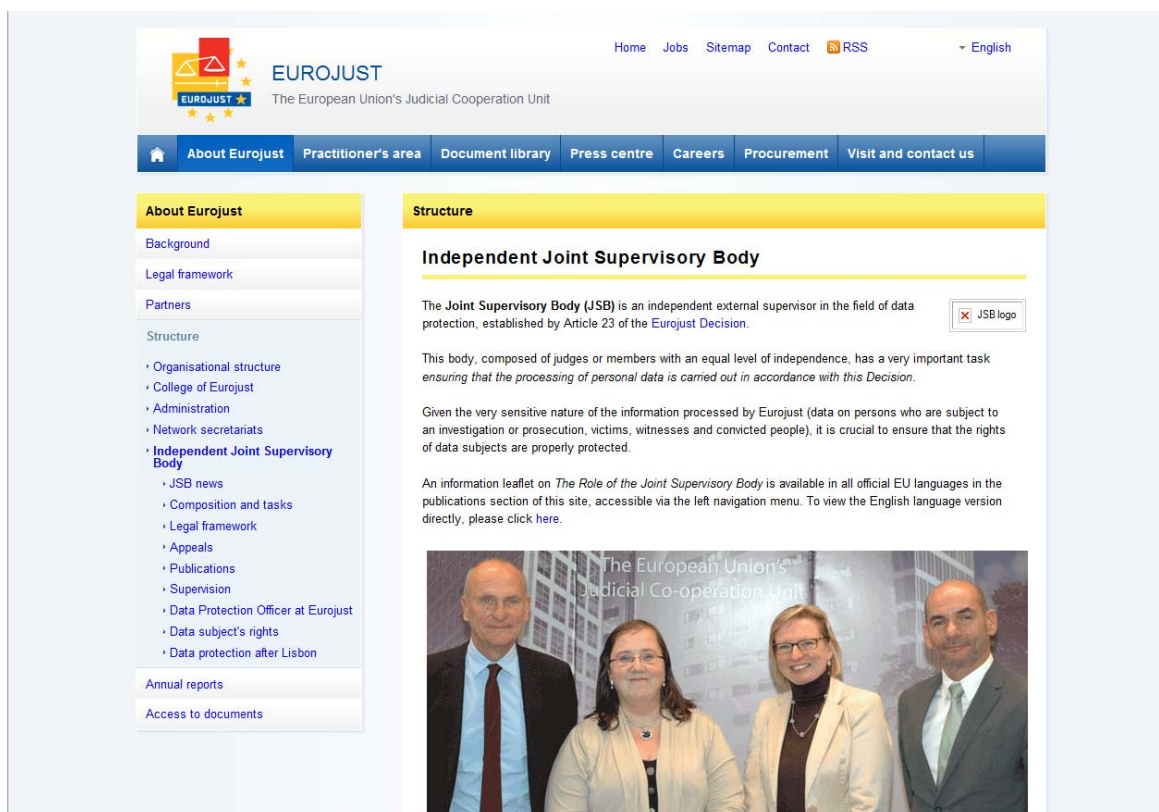 Home Jobs Sitemap Contact RSS English
EUROJUST
EUROJUST
The European Union's Judicial Cooperation Unit
About Eurojust Practitioner's area Document library Press centre Careers Procurement Visit and contact us
About Eurojust
Background
Legal framework
Partners
Structure
Organisational structure
College of Eurojust
Administration
Network secretariats
Independent Joint Supervisory
Body
JSB news
Composition and tasks
Legal framework
Appeals
Publications
Supervision
Data Protection Officer at Eurojust
Data subject's rights
Data protection after Lisbon
Annual reports
Access to documents
Structure
Independent Joint Supervisory Body
The Joint Supervisory Body (JSB) is an independent external supervisor in the field of data
protection, established by Article 23 of the Eurojust Decision.
JSB logo
This body, composed of judges or members with an equal level of independence, has a very important task
ensuring that the processing of personal data is carried out in accordance with this Decision.
Given the very sensitive nature of the information processed by Eurojust (data on persons who are subject to
an investigation or prosecution, victims, witnesses and convicted people), it is crucial to ensure that the rights
of data subjects are properly protected.
An information leaflet on The Role of the Joint Supervisory Body is available in all official EU languages in the
publications section of this site, accessible via the left navigation menu. To view the English language version
directly, please click here.
The European Union's
Judicial Co-operation Unit